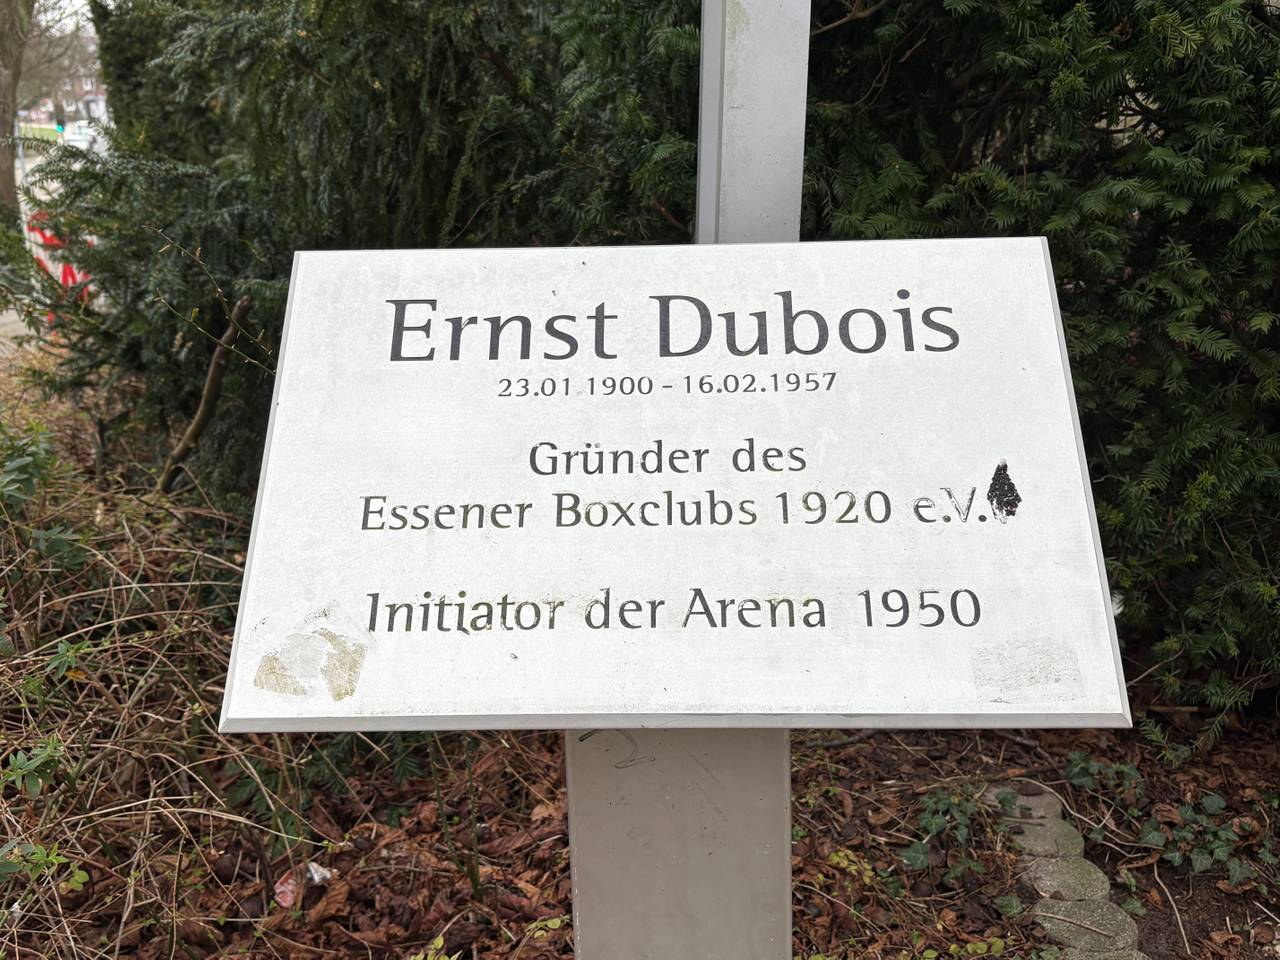 Ernst Dubois
23.01.1900 – 16.02.1957
Gründer des
Essener Boxclubs 1920 e.V.
Initiator der Arena 1950